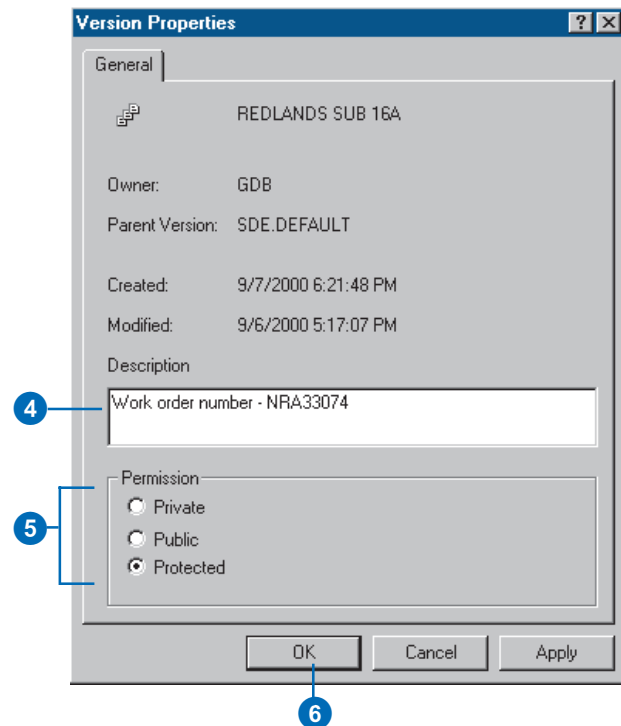 Version Properties
General
REDLANDS SUB 16A
Owner: GDB
Parent Version: SDE.DEFAULT
Created: 9/7/2000 6:21:48 PM
Modified: 9/6/2000 5:17:07 PM
Description
4 Work order number - NRA33074
Permission
Private
5 Public
Protected
OK Cancel Apply
6